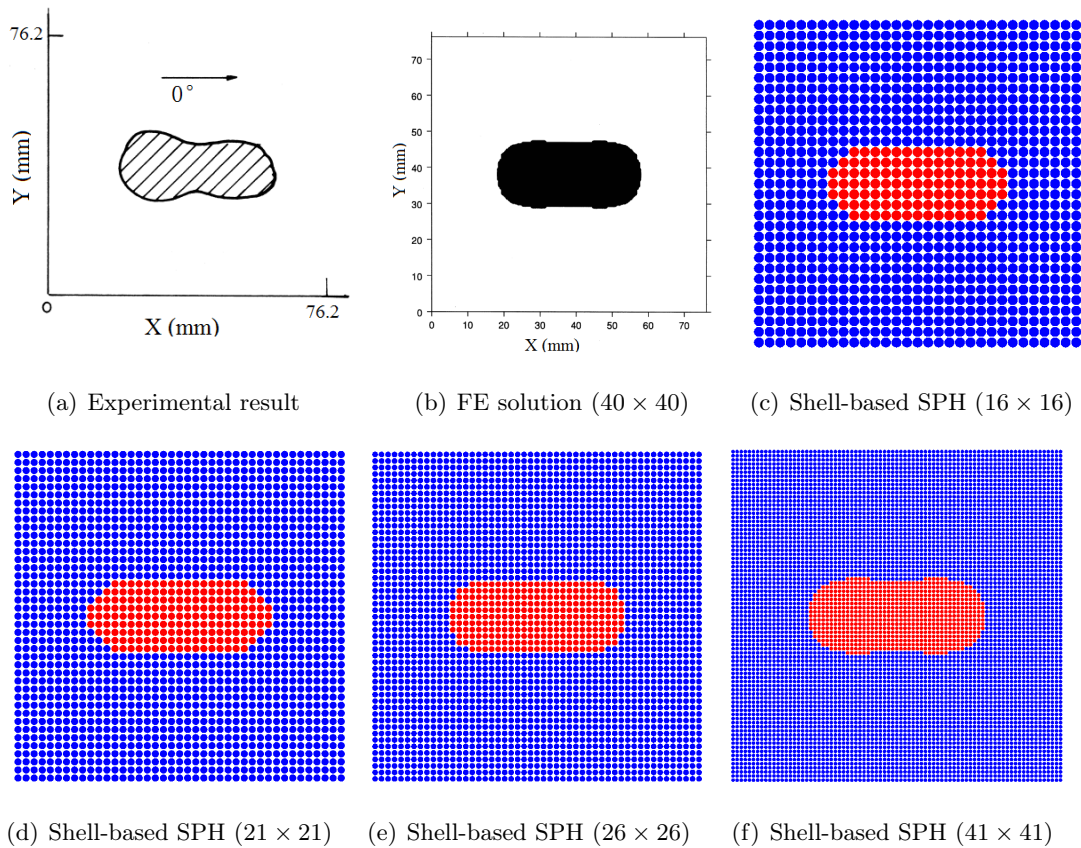 76.2
0°
Y (mm)
O
76.2
X (mm)
70
60
50
40
30
20
10
0
Y (mm)
0 10 20 30 40 50 60 70
X (mm)
(a) Experimental result
(b) FE solution (40 × 40)
(c) Shell-based SPH (16 × 16)
(d) Shell-based SPH (21 × 21)
(e) Shell-based SPH (26 × 26)
(f) Shell-based SPH (41 × 41)